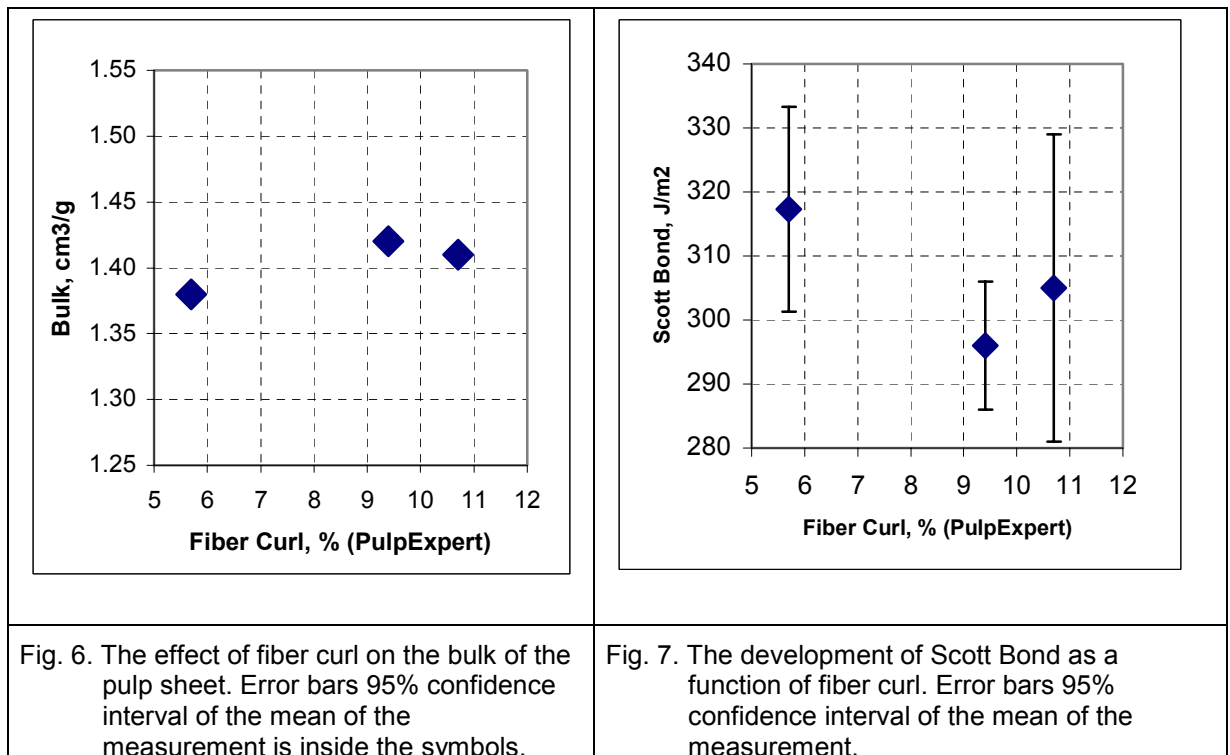 1.55
1.50
1.45
1.40
1.35
1.30
1.25
Bulk, cm3/g
5 6 7 8 9 10 11 12
Fiber Curl, % (PulpExpert)
340
330
320
310
300
290
280
Scott Bond, J/m2
5 6 7 8 9 10 11 12
Fiber Curl, % (PulpExpert)
Fig. 6. The effect of fiber curl on the bulk of the
pulp sheet. Error bars 95% confidence
interval of the mean of the
measurement is inside the symbols.
Fig. 7. The development of Scott Bond as a
function of fiber curl. Error bars 95%
confidence interval of the mean of the
measurement.